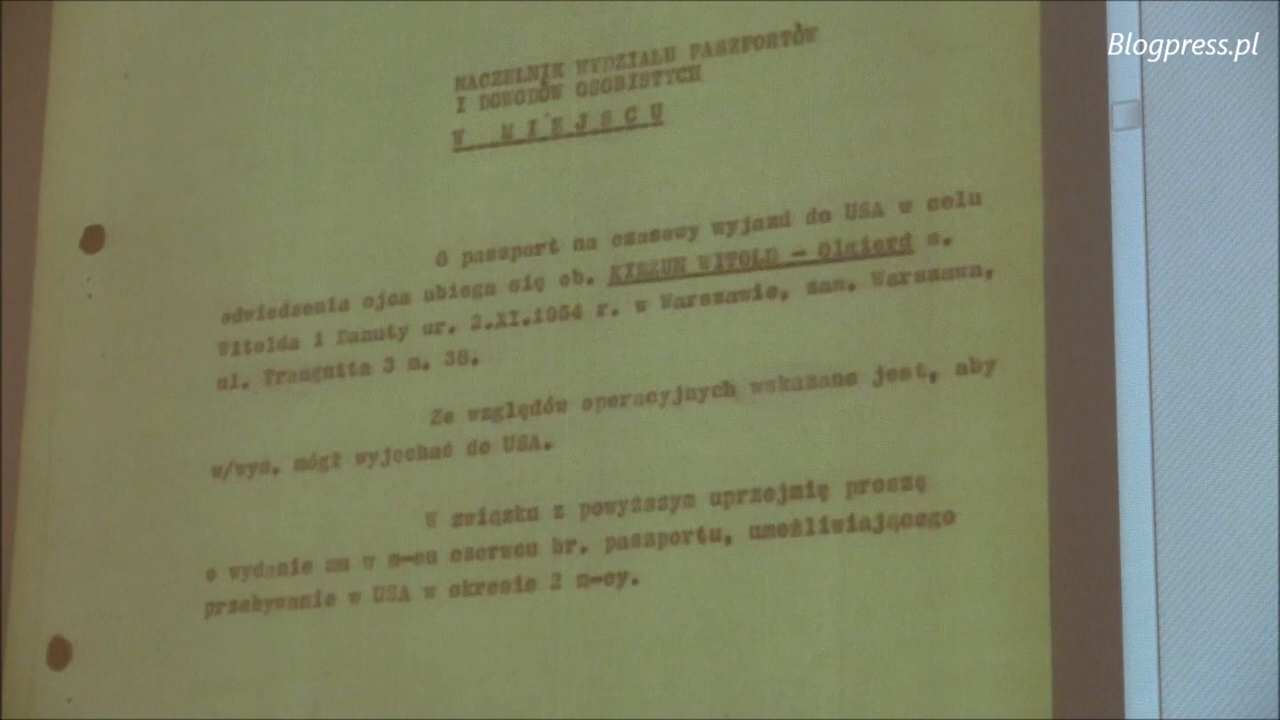 Blogpress.pl
NACZELNIK WYDZIAŁU PASZPORTÓW
I DOWODÓW OSOBISTYCH
W MIEJSCU
O paszport na czasowy wyjazd do USA w celu
odwiedzenia ojca ubiega się ob. KIEŻUN WITOLD - Olgierd s.
Witolda i Danuty ur. 2.XI.1954 r. w Warszawie, zam. Warszawa,
ul. Traugutta 3 m. 38.
Ze względów operacyjnych wskazane jest, aby
w/wym. mógł wyjechać do USA.
W związku z powyższym uprzejmię proszę
o wydanie mu w m-cu czerwcu br. paszportu, umożliwiającego
przebywanie w USA w okresie 2 m-cy.